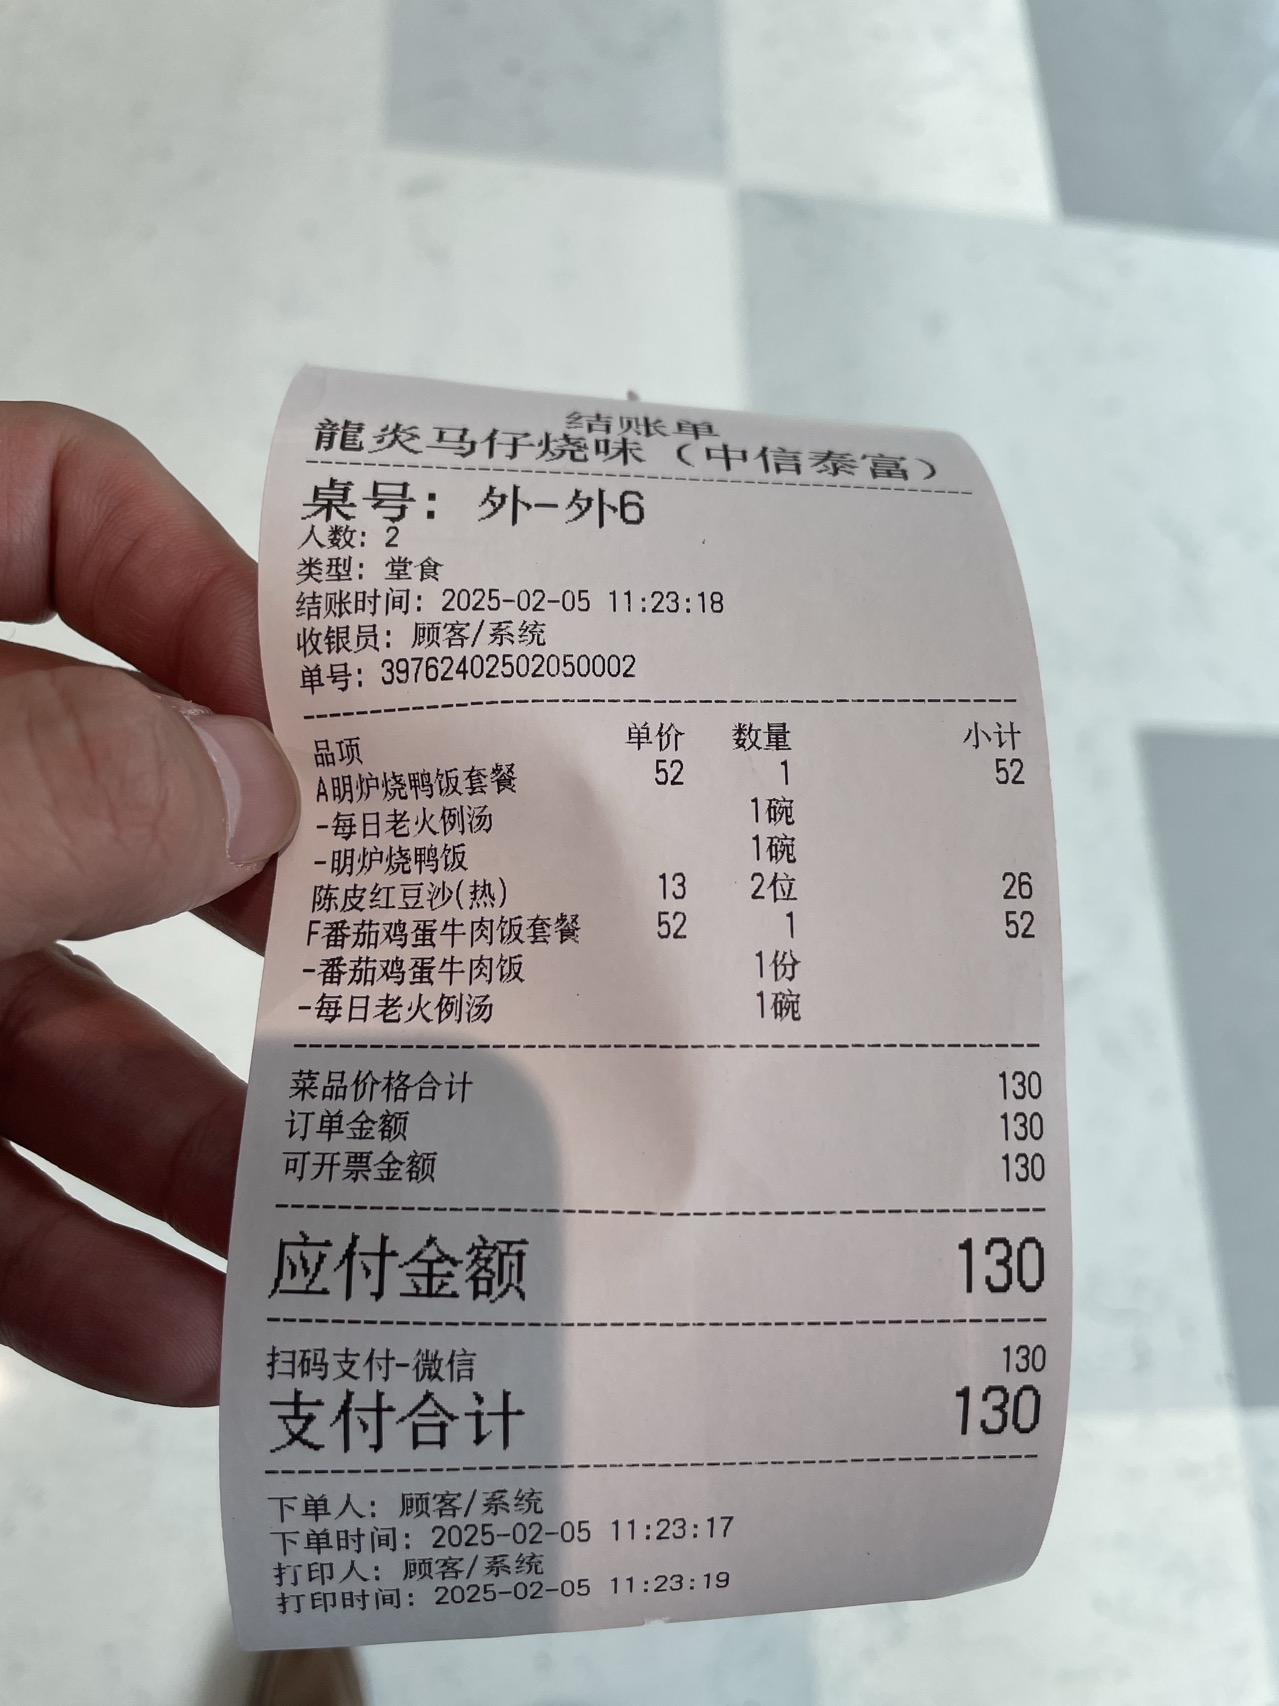 结账单
龍炎马仔烧味（中信泰富）
桌号：外-外6
人数：2
类型：堂食
结账时间：2025-02-05 11:23:18
收银员：顾客/系统
单号：39762402502050002
品项 单价 数量 小计
A明炉烧鸭饭套餐 52 1 52
-每日老火例汤 1碗
-明炉烧鸭饭 1碗
陈皮红豆沙(热) 13 2位 26
F番茄鸡蛋牛肉饭套餐 52 1 52
-番茄鸡蛋牛肉饭 1份
-每日老火例汤 1碗
菜品价格合计 130
订单金额 130
可开票金额 130
应付金额 130
扫码支付-微信 130
支付合计 130
下单人：顾客/系统
下单时间：2025-02-05 11:23:17
打印人：顾客/系统
打印时间：2025-02-05 11:23:19